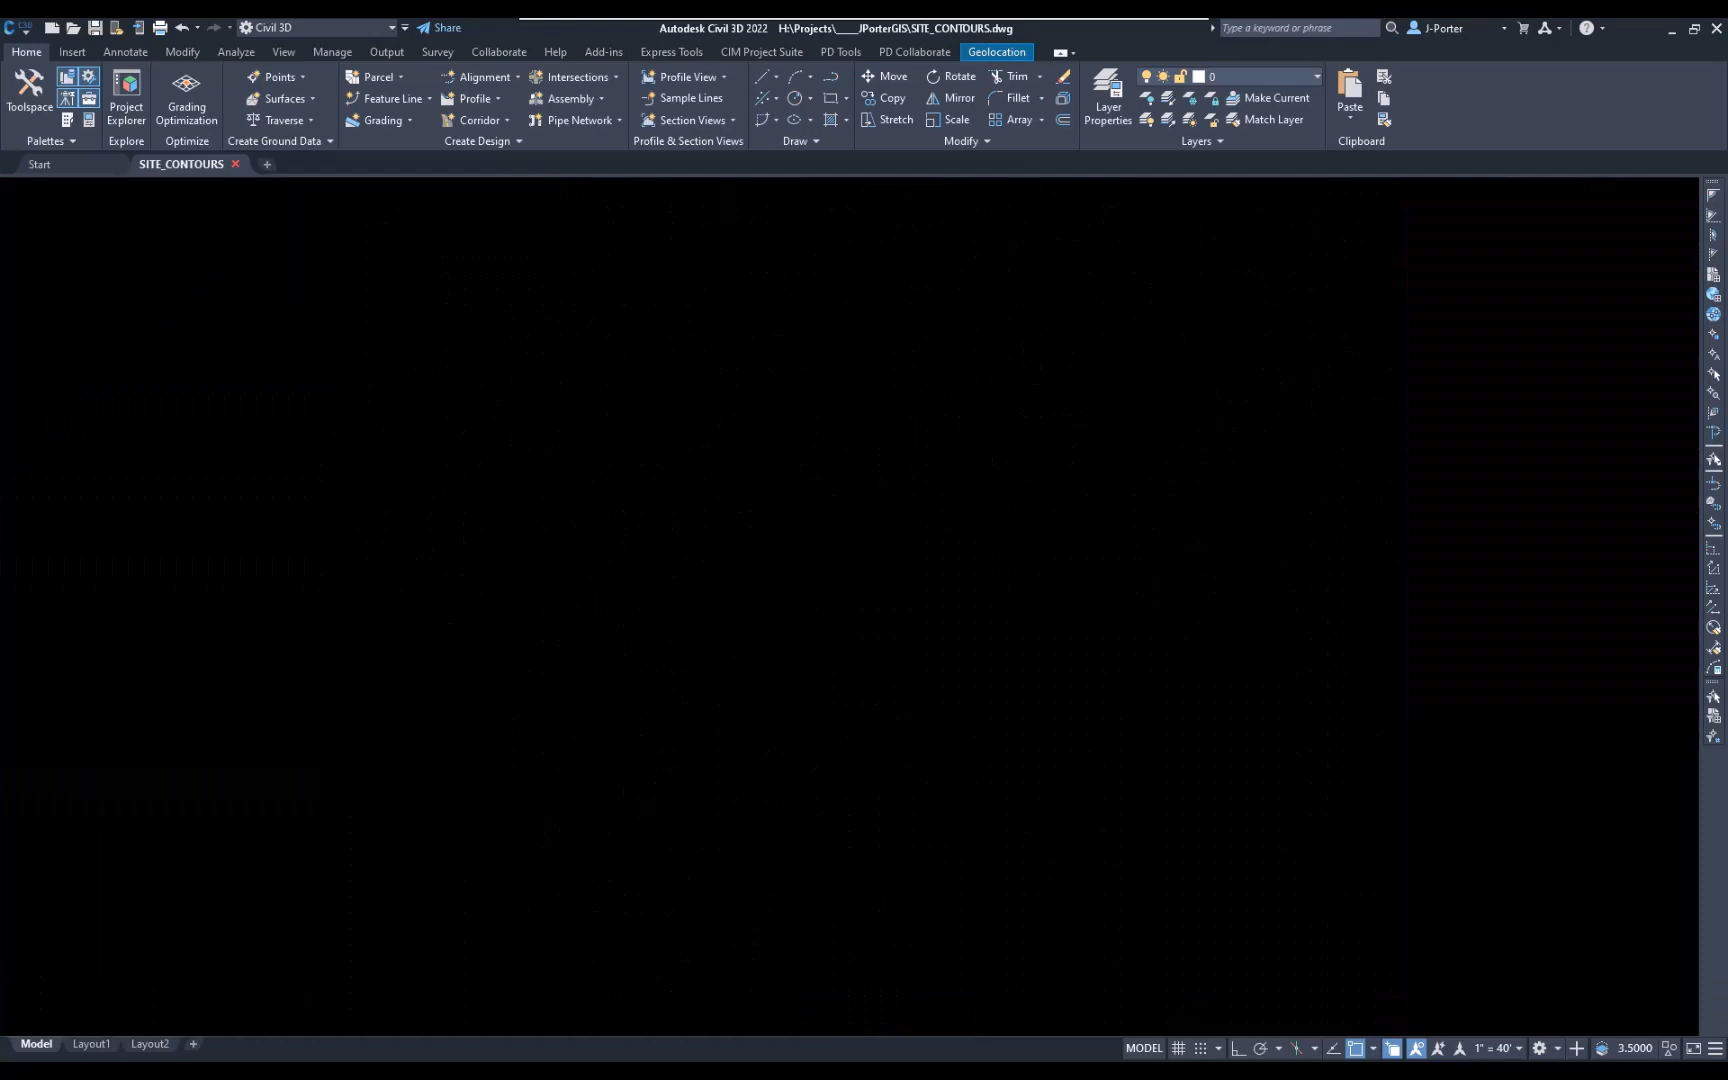 C3D Civil 3D Share Autodesk Civil 3D 2022 H:\Projects\____JPorterGIS\SITE_CONTOURS.dwg Type a keyword or phrase J-Porter
Home Insert Annotate Modify Analyze View Manage Output Survey Collaborate Help Add-ins Express Tools CIM Project Suite PD Tools PD Collaborate Geolocation
Toolspace
Palettes
Project
Explorer
Explore
Grading
Optimization
Optimize
Points
Surfaces
Traverse
Create Ground Data
Parcel Alignment Intersections
Feature Line Profile Assembly
Grading Corridor Pipe Network
Create Design
Profile View
Sample Lines
Section Views
Profile & Section Views
Draw
Move Rotate Trim
Copy Mirror Fillet
Stretch Scale Array
Modify
Layer
Properties
0
Make Current
Match Layer
Layers
Paste
Clipboard
Start SITE_CONTOURS
Model Layout1 Layout2 MODEL 1" = 40' 3.5000